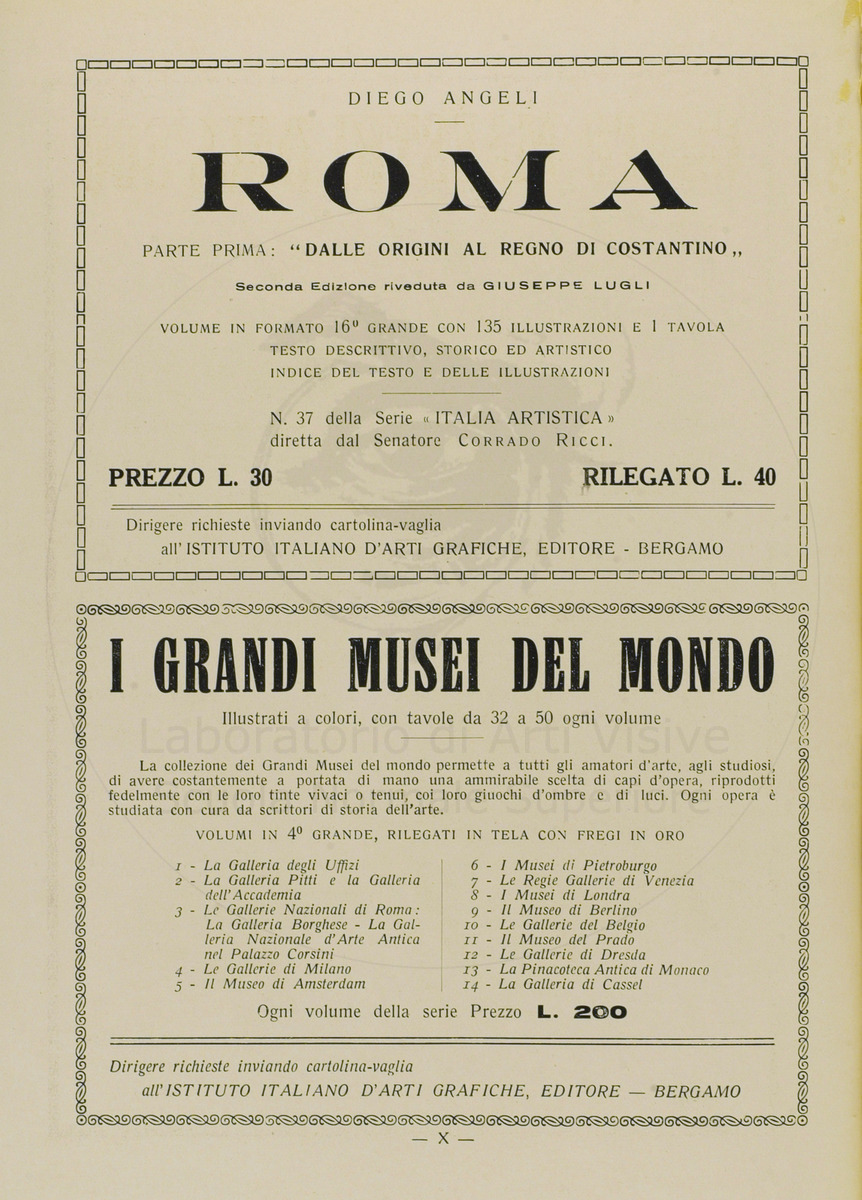 DIEGO ANGELI
ROMA
PARTE PRIMA: “DALLE ORIGINI AL REGNO DI COSTANTINO„
Seconda Edizione riveduta da GIUSEPPE LUGLI
VOLUME IN FORMATO 16º GRANDE CON 135 ILLUSTRAZIONI E 1 TAVOLA
TESTO DESCRITTIVO, STORICO ED ARTISTICO
INDICE DEL TESTO E DELLE ILLUSTRAZIONI
N. 37 della Serie « ITALIA ARTISTICA »
diretta dal Senatore CORRADO RICCI.
PREZZO L. 30 RILEGATO L. 40
Dirigere richieste inviando cartolina-vaglia
all' ISTITUTO ITALIANO D'ARTI GRAFICHE, EDITORE - BERGAMO
I GRANDI MUSEI DEL MONDO
Illustrati a colori, con tavole da 32 a 50 ogni volume
Laboratorio di Arti Visive
La collezione dei Grandi Musei del mondo permette a tutti gli amatori d'arte, agli studiosi,
di avere costantemente a portata di mano una ammirabile scelta di capi d'opera, riprodotti
fedelmente con le loro tinte vivaci o tenui, coi loro giuochi d'ombre e di luci. Ogni opera è
studiata con cura da scrittori di storia dell'arte.
VOLUMI IN 4º GRANDE, RILEGATI IN TELA CON FREGI IN ORO
1 - La Galleria degli Uffizi
2 - La Galleria Pitti e la Galleria
dell'Accademia
3 - Le Gallerie Nazionali di Roma:
La Galleria Borghese - La Gal-
leria Nazionale d'Arte Antica
nel Palazzo Corsini
4 - Le Gallerie di Milano
5 - Il Museo di Amsterdam
6 - I Musei di Pietroburgo
7 - Le Regie Gallerie di Venezia
8 - I Musei di Londra
9 - Il Museo di Berlino
10 - Le Gallerie del Belgio
11 - Il Museo del Prado
12 - Le Gallerie di Dresda
13 - La Pinacoteca Antica di Monaco
14 - La Galleria di Cassel
Ogni volume della serie Prezzo L. 200
Dirigere richieste inviando cartolina-vaglia
all'ISTITUTO ITALIANO D'ARTI GRAFICHE, EDITORE — BERGAMO
— X —